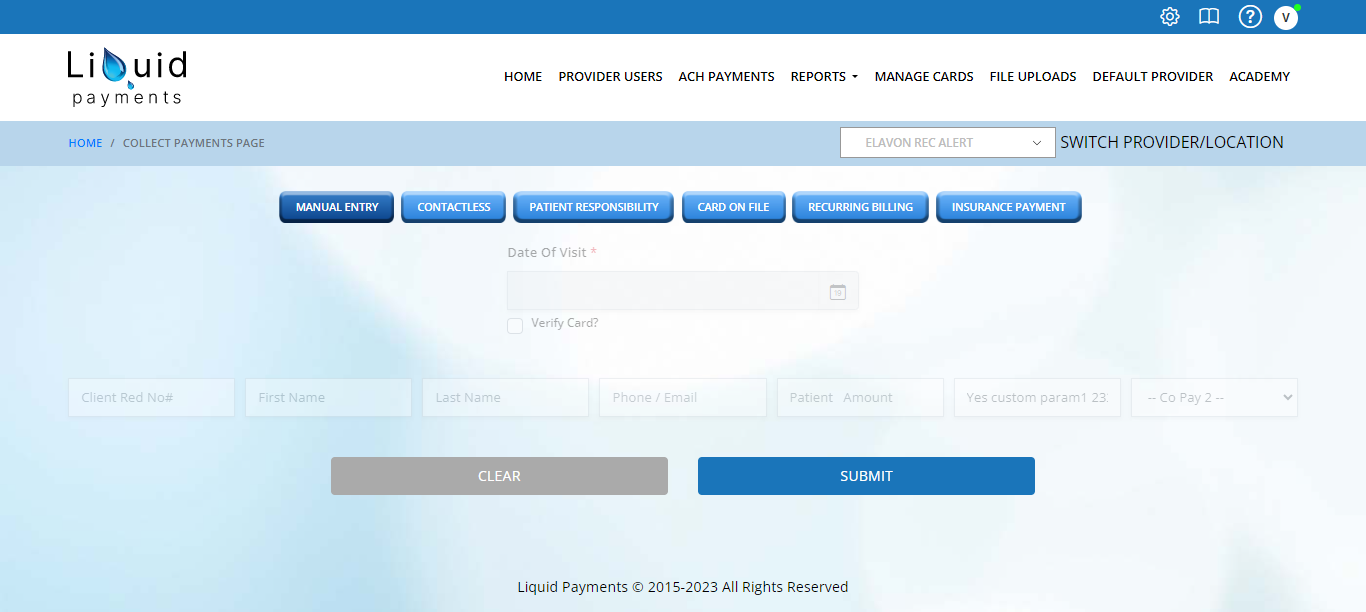 V
Liquid
payments
HOME PROVIDER USERS ACH PAYMENTS REPORTS MANAGE CARDS FILE UPLOADS DEFAULT PROVIDER ACADEMY
HOME / COLLECT PAYMENTS PAGE ELAVON REC ALERT SWITCH PROVIDER/LOCATION
MANUAL ENTRY CONTACTLESS PATIENT RESPONSIBILITY CARD ON FILE RECURRING BILLING INSURANCE PAYMENT
Date Of Visit *
Verify Card?
Client Red No# First Name Last Name Phone / Email Patient Amount Yes custom param1 23 -- Co Pay 2 --
CLEAR SUBMIT
Liquid Payments © 2015-2023 All Rights Reserved